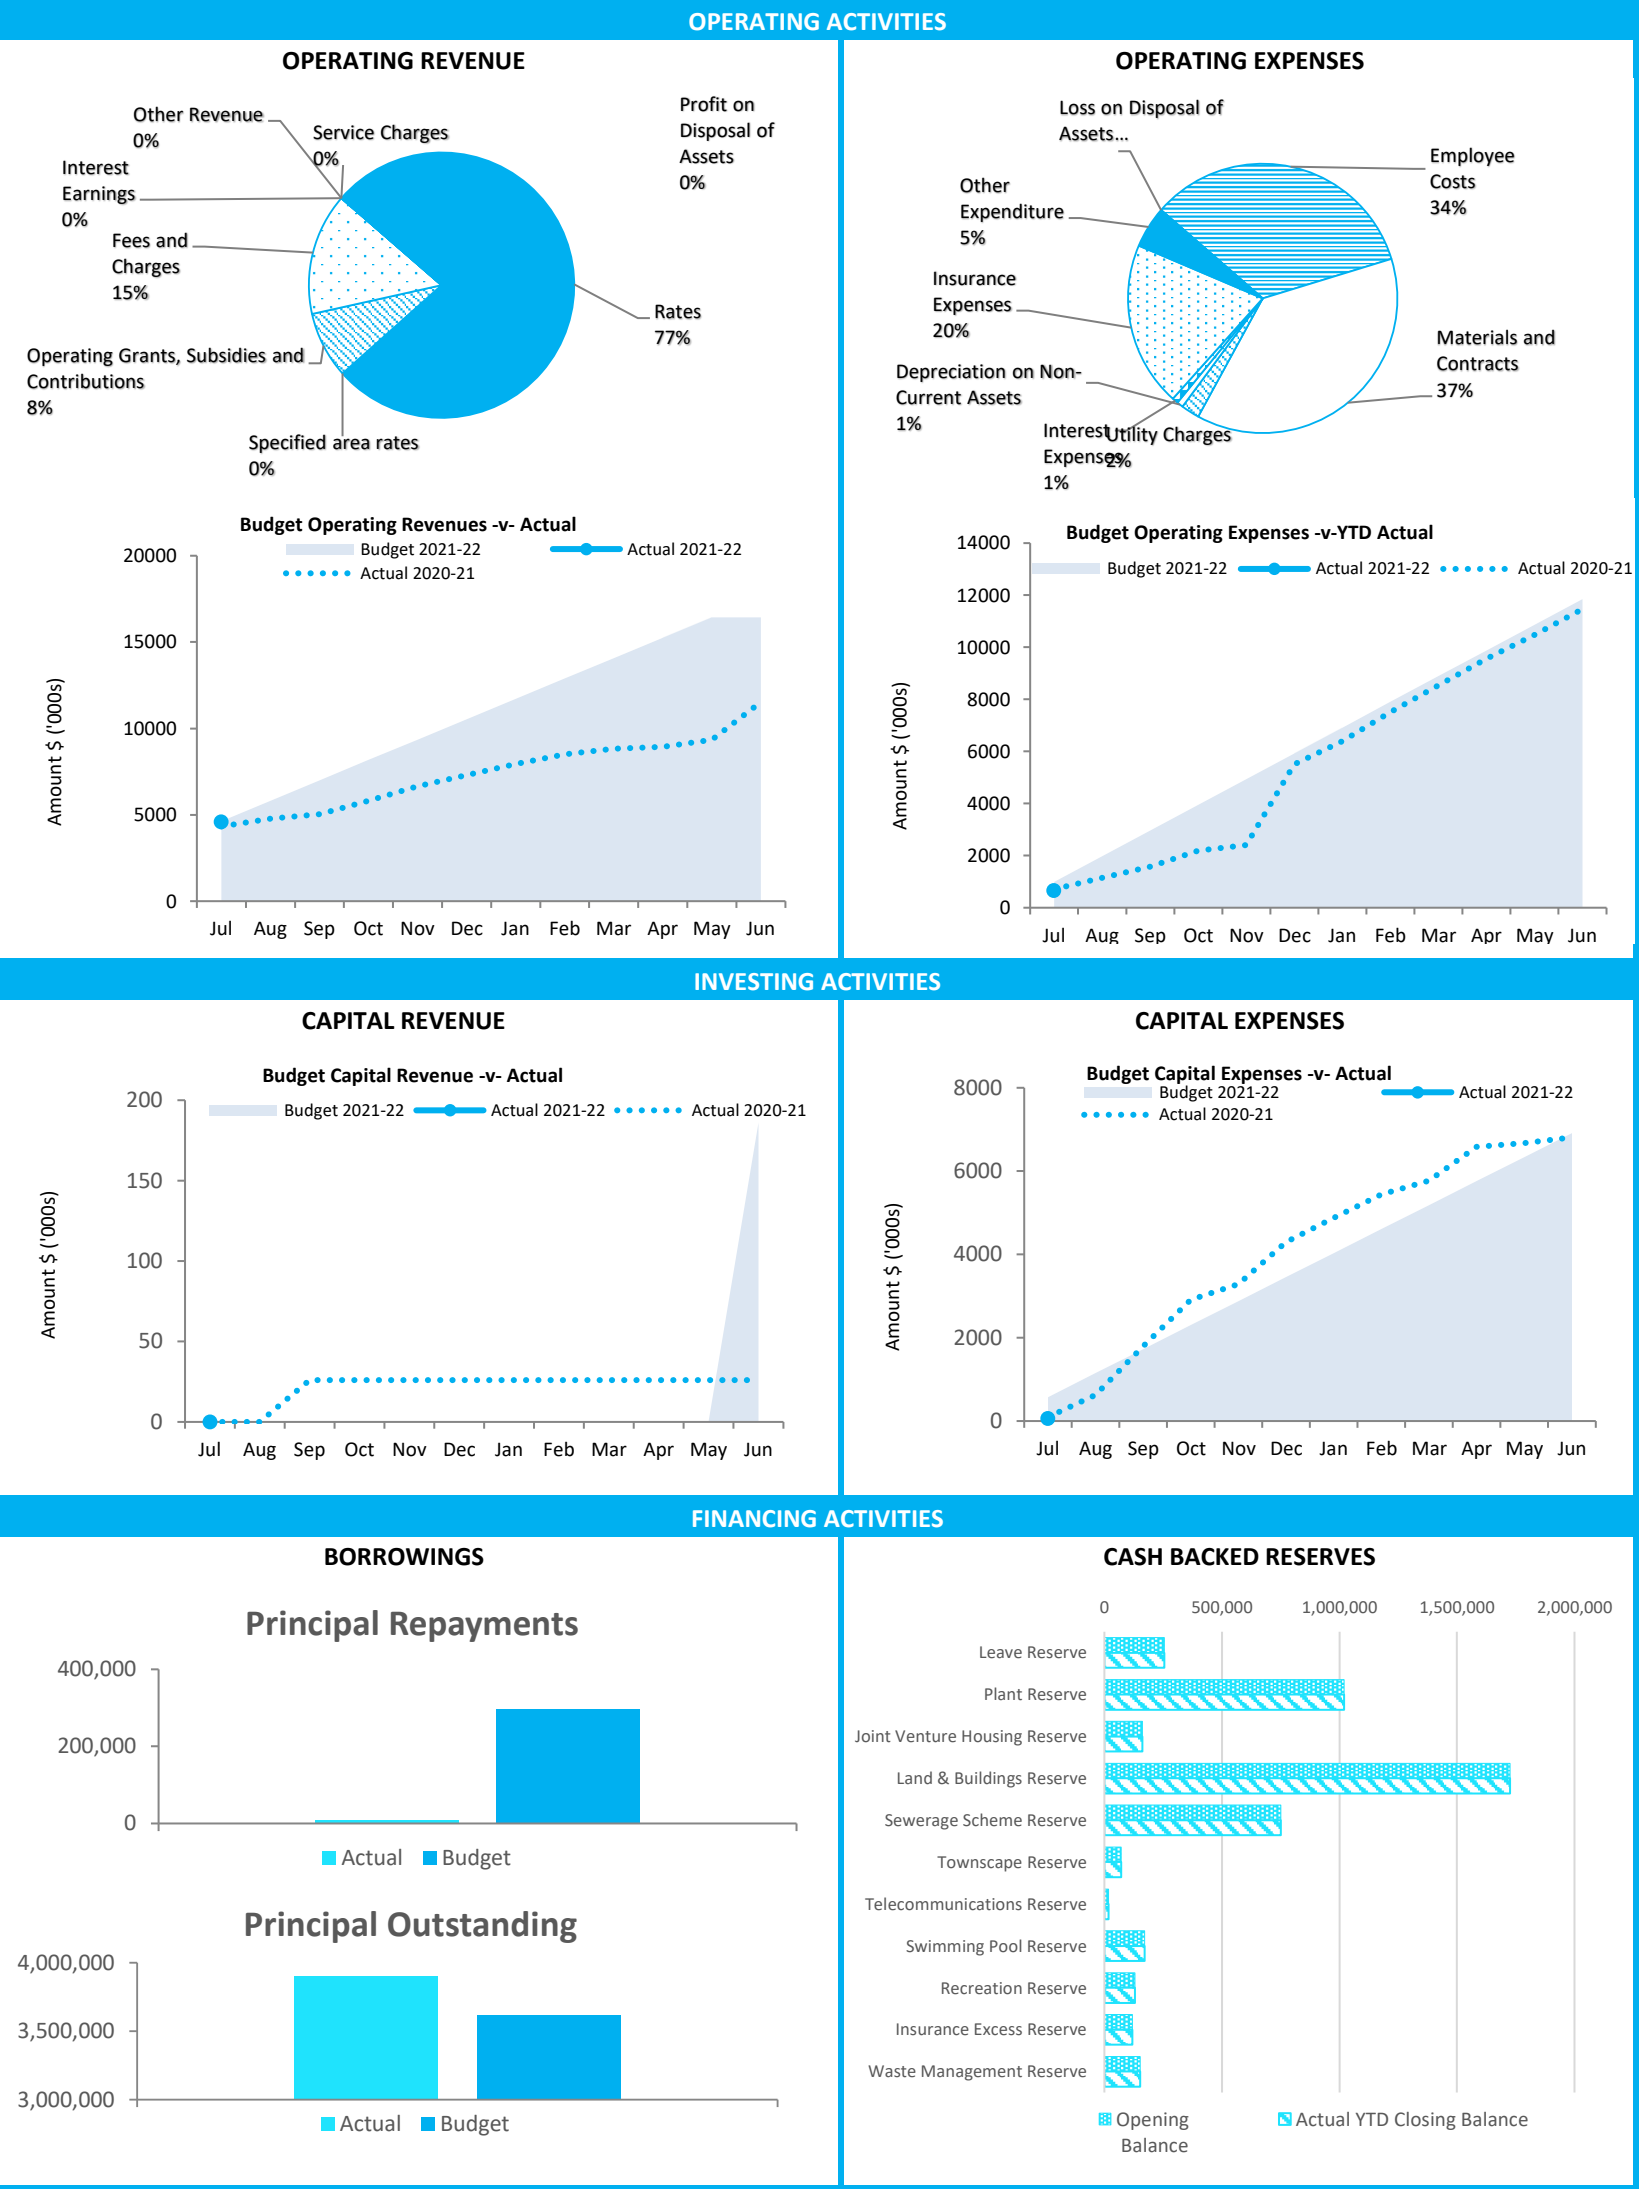 OPERATING ACTIVITIES
OPERATING REVENUE
Other Revenue
0%
Service Charges
0%
Profit on
Disposal of
Assets
0%
Interest
Earnings
0%
Fees and
Charges
15%
Rates
77%
Operating Grants, Subsidies and
Contributions
8%
Specified area rates
0%
OPERATING EXPENSES
Loss on Disposal of
Assets...
Employee
Costs
34%
Other
Expenditure
5%
Insurance
Expenses
20%
Materials and
Contracts
37%
Depreciation on Non-
Current Assets
1%
Interest
Expenses
1%
Utility Charges
2%
Budget Operating Revenues -v- Actual
Budget 2021-22
Actual 2021-22
Actual 2020-21
20000
15000
10000
5000
0
Amount $ ('000s)
Jul Aug Sep Oct Nov Dec Jan Feb Mar Apr May Jun
Budget Operating Expenses -v-YTD Actual
Budget 2021-22
Actual 2021-22
Actual 2020-21
14000
12000
10000
8000
6000
4000
2000
0
Amount $ ('000s)
Jul Aug Sep Oct Nov Dec Jan Feb Mar Apr May Jun
INVESTING ACTIVITIES
CAPITAL REVENUE
Budget Capital Revenue -v- Actual
Budget 2021-22
Actual 2021-22
Actual 2020-21
200
150
100
50
0
Amount $ ('000s)
Jul Aug Sep Oct Nov Dec Jan Feb Mar Apr May Jun
CAPITAL EXPENSES
Budget Capital Expenses -v- Actual
Budget 2021-22
Actual 2021-22
Actual 2020-21
8000
6000
4000
2000
0
Amount $ ('000s)
Jul Aug Sep Oct Nov Dec Jan Feb Mar Apr May Jun
FINANCING ACTIVITIES
BORROWINGS
Principal Repayments
400,000
200,000
0
Actual
Budget
Principal Outstanding
4,000,000
3,500,000
3,000,000
Actual
Budget
CASH BACKED RESERVES
0 500,000 1,000,000 1,500,000 2,000,000
Leave Reserve
Plant Reserve
Joint Venture Housing Reserve
Land & Buildings Reserve
Sewerage Scheme Reserve
Townscape Reserve
Telecommunications Reserve
Swimming Pool Reserve
Recreation Reserve
Insurance Excess Reserve
Waste Management Reserve
Opening
Balance
Actual YTD Closing Balance